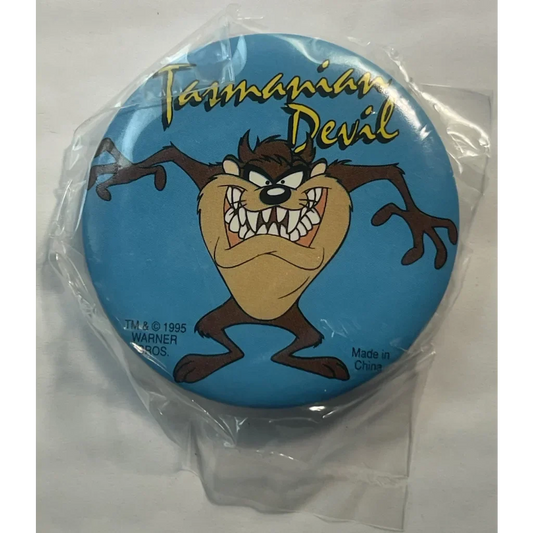 Tasmanian
Devil
TM & © 1995
WARNER
BROS.
Made in
China